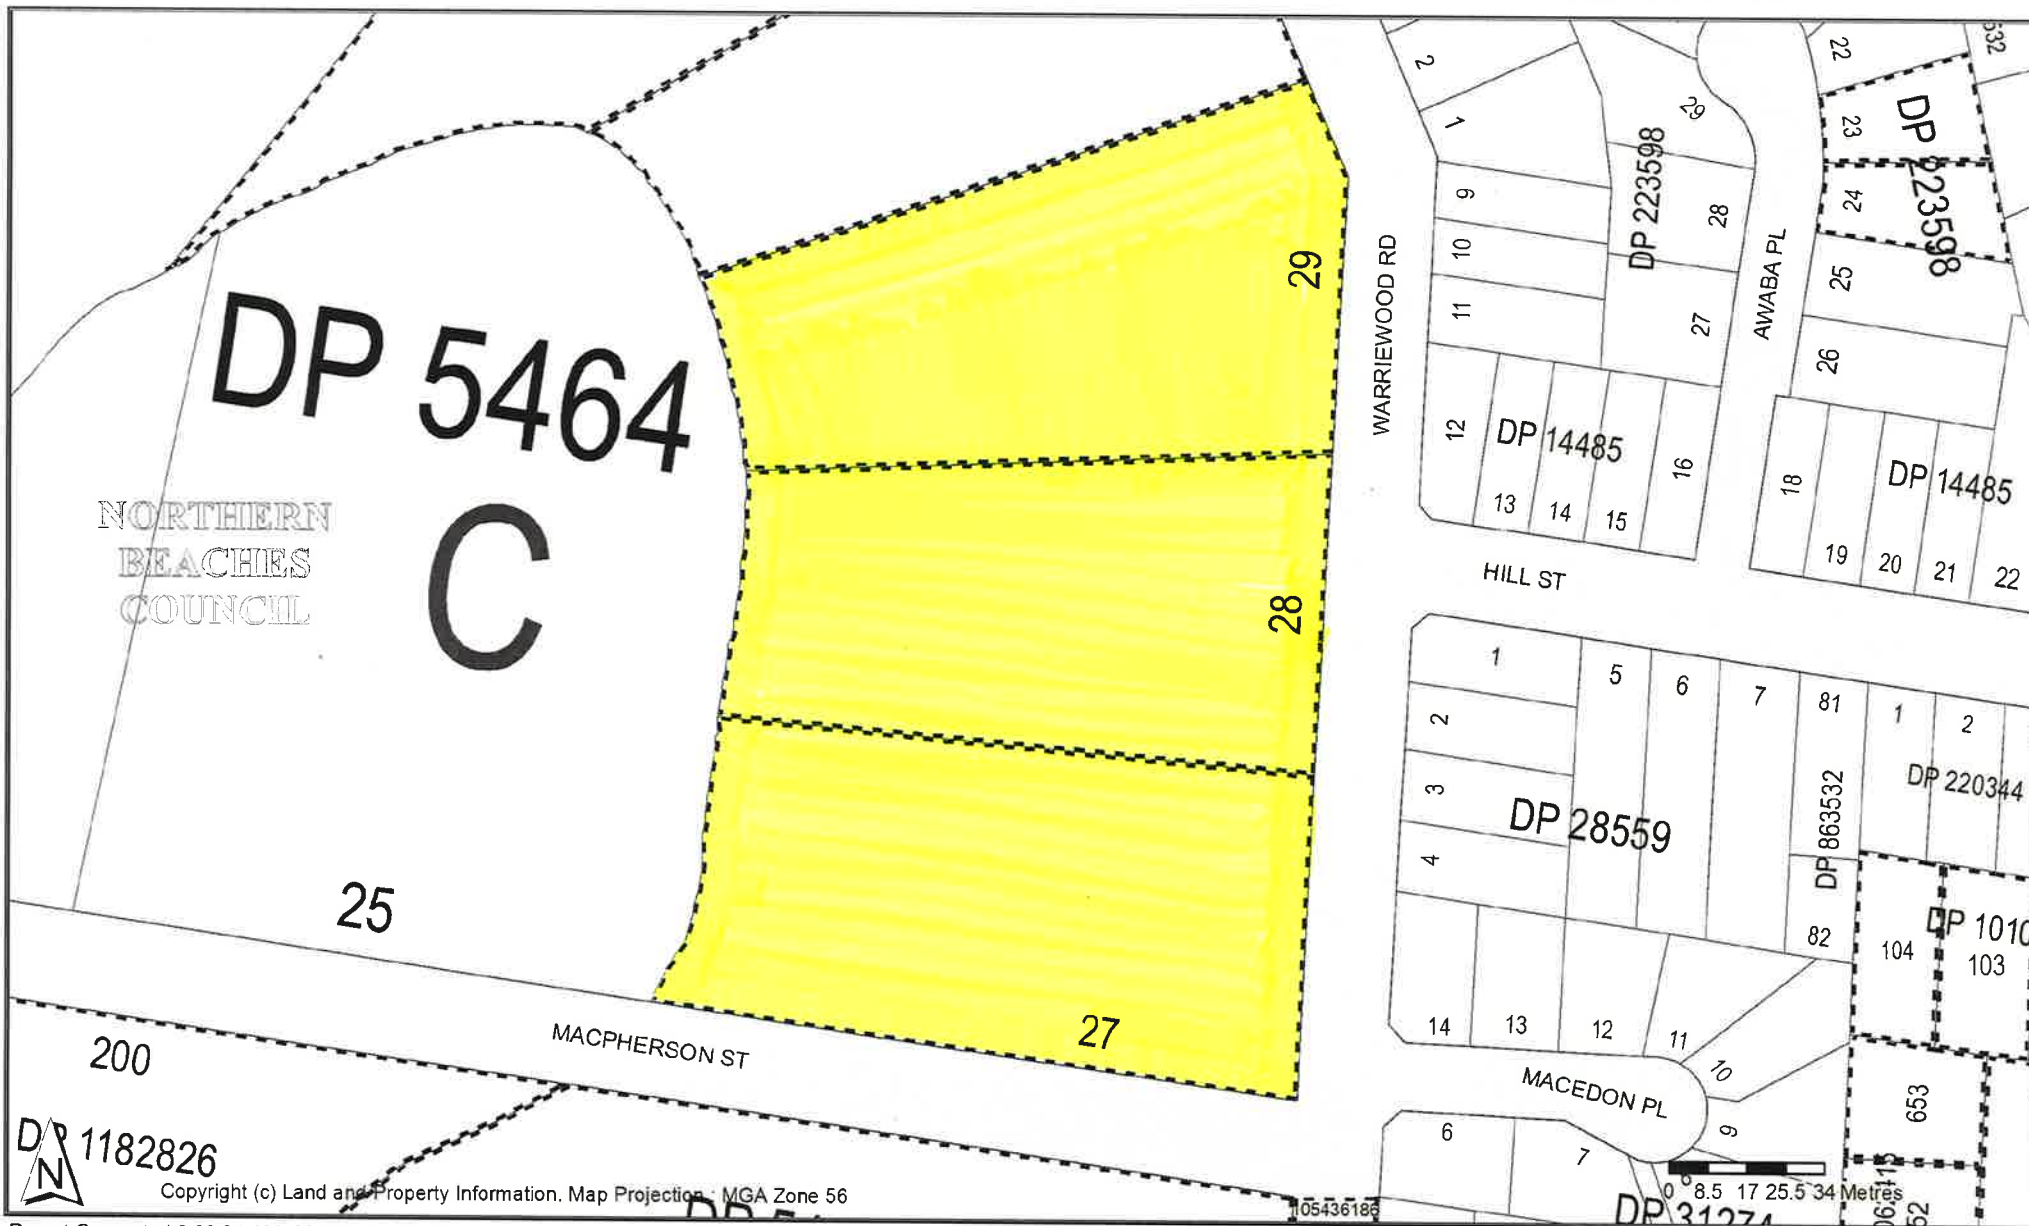 DP 5464
NORTHERN
BEACHES
COUNCIL
C
25
29
28
27
WARRIEWOOD RD
MACPHERSON ST
200
DP 1182826
N
Copyright (c) Land and Property Information. Map Projection : MGA Zone 56
2
1
9
10
11
12
DP 14485
13
14
15
16
DP 223598
29
28
27
AWABA PL
22
23
24
DP 223598
25
26
18
DP 14485
19
20
21
22
HILL ST
1
2
3
4
5
6
7
81
DP 863532
82
1
2
DP 220344
DP 28559
104
DP 1010
103
14
13
12
11
10
9
MACEDON PL
6
7
653
0 8.5 17 25.5 34 Metres
105436186
DP 31274